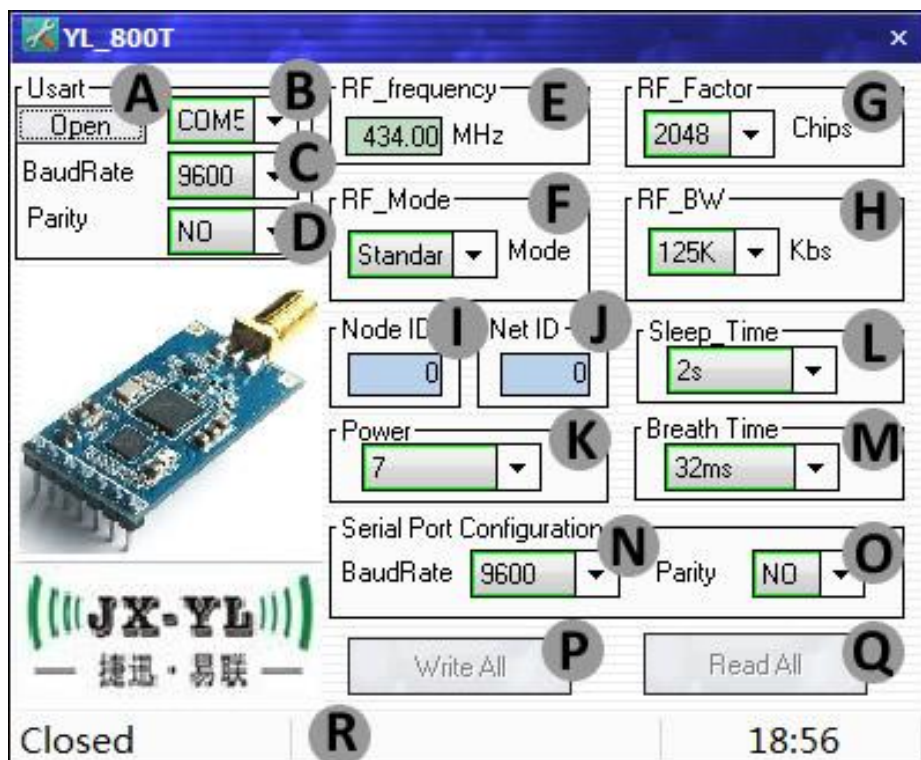 YL_800T
Usart A B
Open COM5
BaudRate 9600 C
Parity NO D
RF_frequency E
434.00 MHz
RF_Factor G
2048 Chips
RF_Mode F
Standar Mode
RF_BW H
125K Kbs
Node ID I
0
Net ID J
0
Sleep_Time L
2s
Power K
7
Breath Time M
32ms
Serial Port Configuration
BaudRate 9600 N Parity NO O
Write All P
Read All Q
JX-YL
捷迅·易联
Closed R 18:56